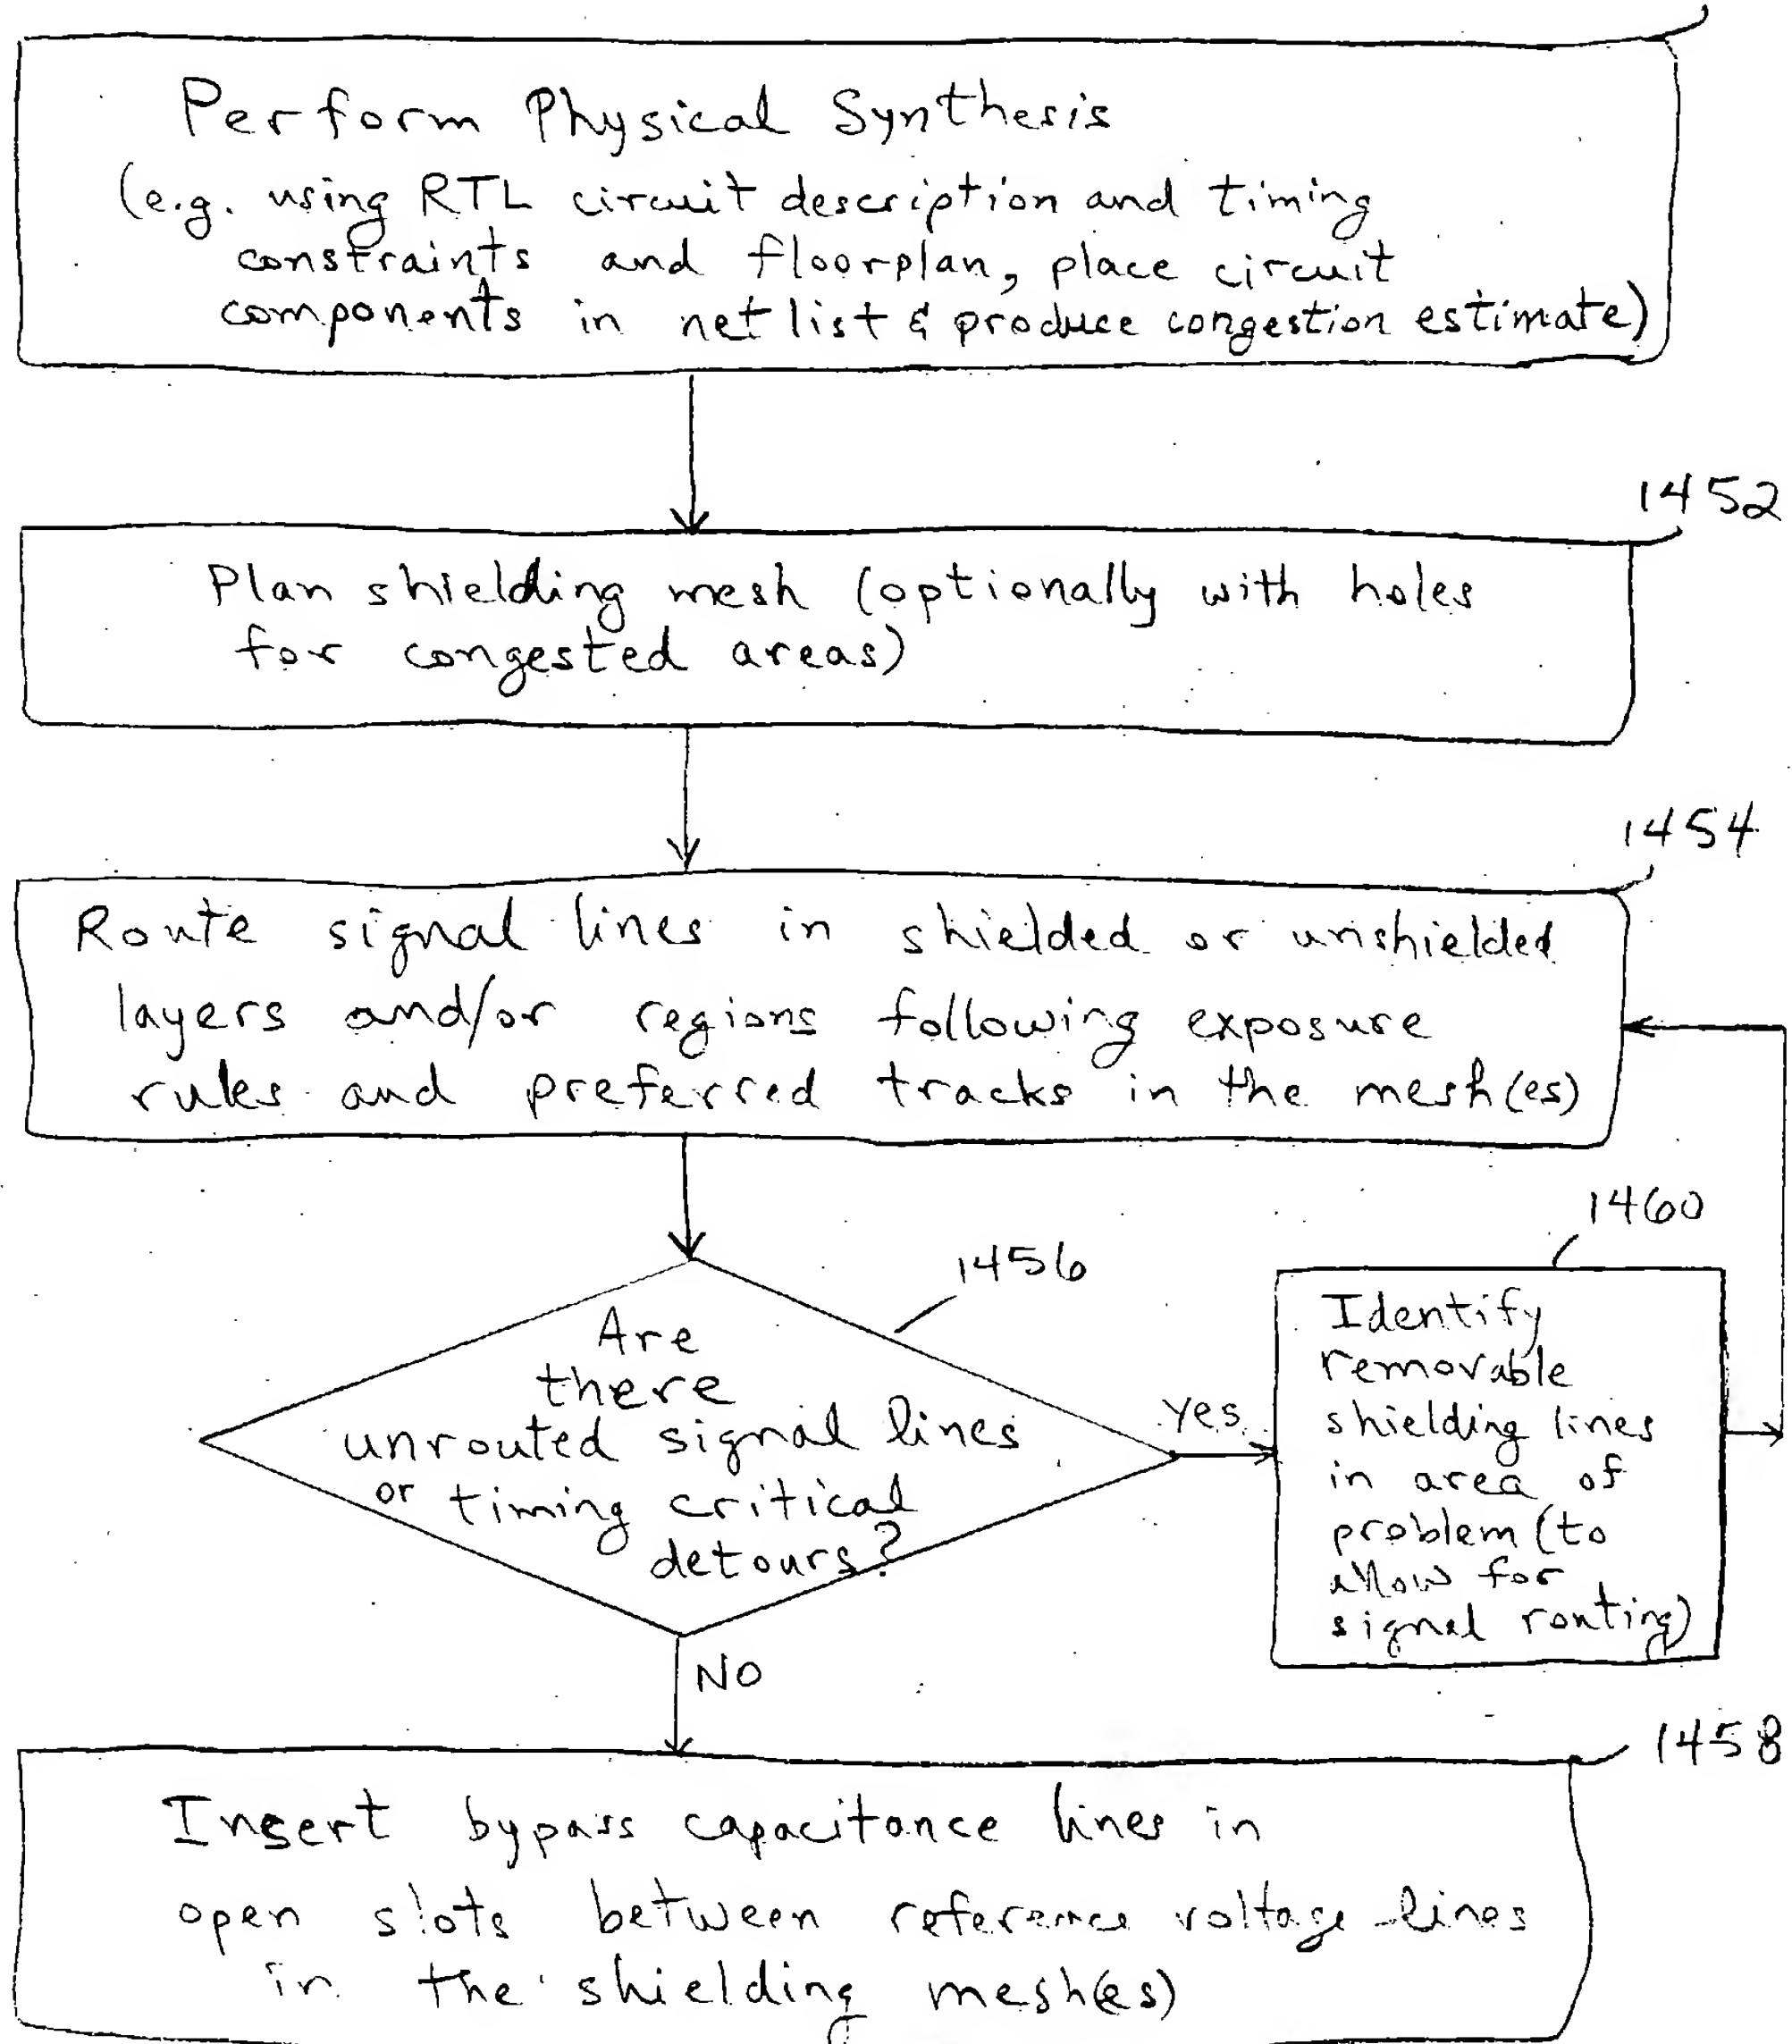 Perform Physical Synthesis
(e.g. using RTL circuit description and timing
constraints and floorplan, place circuit
components in netlist & produce congestion estimate)
1452
Plan shielding mesh (optionally with holes
for congested areas)
1454
Route signal lines in shielded or unshielded
layers and/or regions following exposure
rules and preferred tracks in the mesh(es)
1456
Are
there
unrouted signal lines
or timing critical
detours?
yes
1460
Identify
removable
shielding lines
in area of
problem (to
allow for
signal routing)
NO
1458
Insert bypass capacitance lines in
open slots between reference voltage lines
in the shielding mesh(es)